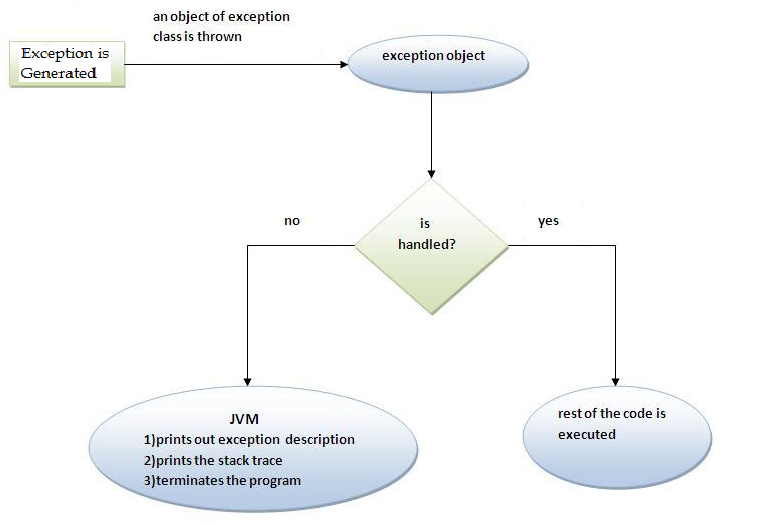 an object of exception
class is thrown
Exception is
Generated
exception object
is
handled?
no
yes
JVM
1)prints out exception description
2)prints the stack trace
3)terminates the program
rest of the code is
executed